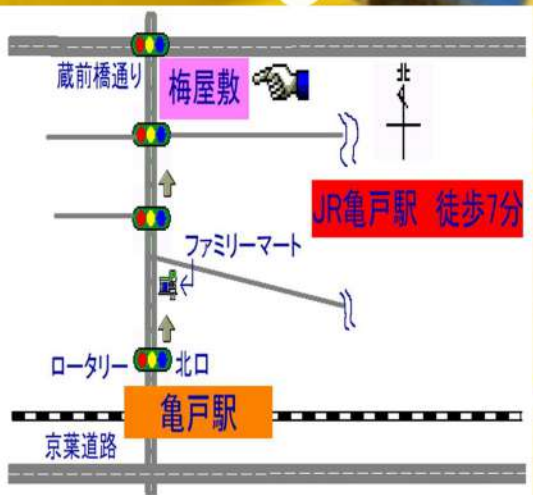 蔵前橋通り
梅屋敷
北
JR亀戸駅 徒歩7分
ファミリーマート
ロータリー
北口
亀戸駅
京葉道路